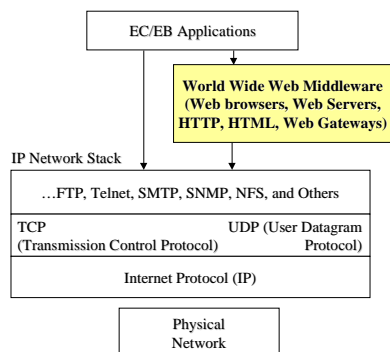 EC/EB Applications
World Wide Web Middleware
(Web browsers, Web Servers,
HTTP, HTML, Web Gateways)
IP Network Stack
…FTP, Telnet, SMTP, SNMP, NFS, and Others
TCP
(Transmission Control Protocol)
UDP (User Datagram
Protocol)
Internet Protocol (IP)
Physical
Network